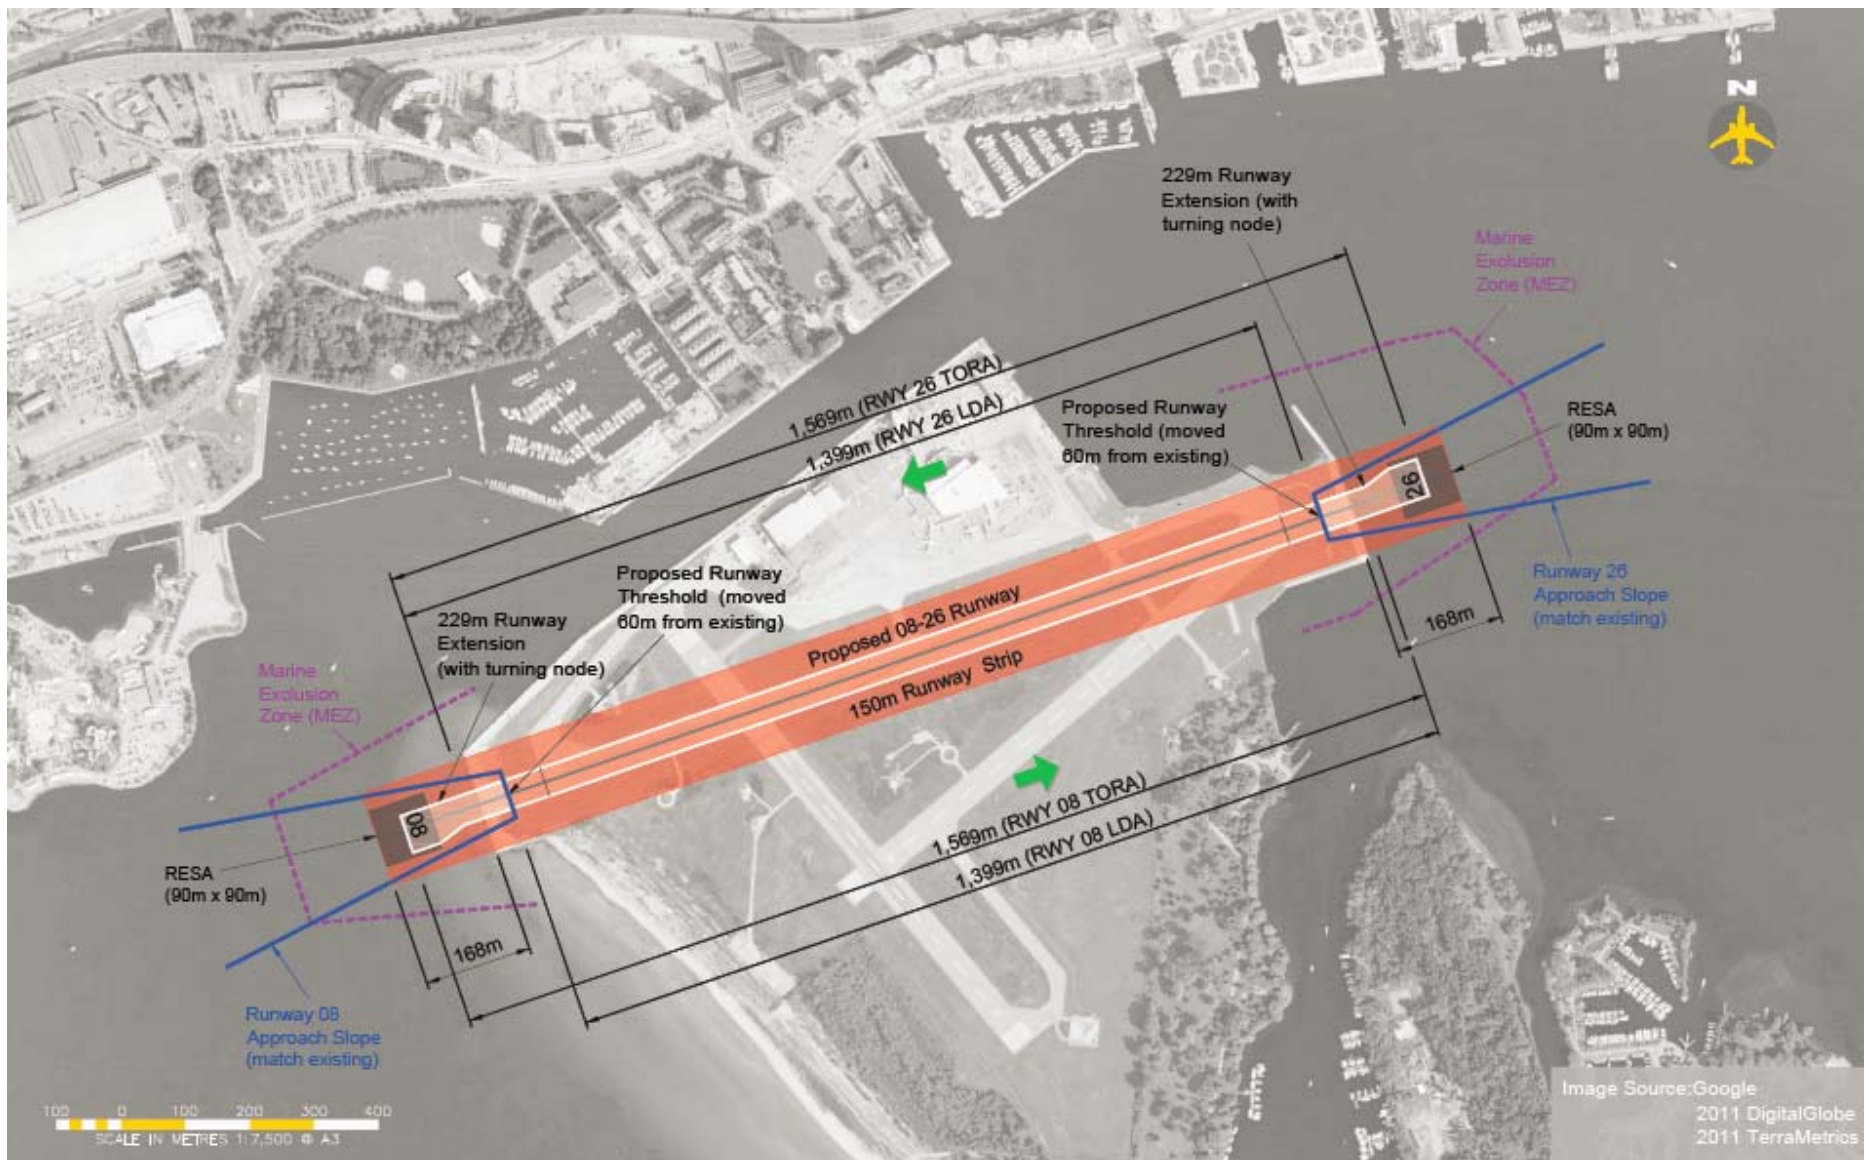 N
229m Runway
Extension (with
turning node)
Marine
Exclusion
Zone (MEZ)
1,569m (RWY 26 TORA)
1,399m (RWY 26 LDA)
Proposed Runway
Threshold (moved
60m from existing)
RESA
(90m x 90m)
26
Runway 26
Approach Slope
(match existing)
168m
Proposed Runway
Threshold (moved
60m from existing)
229m Runway
Extension
(with turning node)
Proposed 08-26 Runway
150m Runway Strip
Marine
Exclusion
Zone (MEZ)
08
RESA
(90m x 90m)
168m
1,569m (RWY 08 TORA)
1,399m (RWY 08 LDA)
Runway 08
Approach Slope
(match existing)
100 0 100 200 300 400
SCALE IN METRES 1:7,500 @ A3
Image Source:Google
2011 DigitalGlobe
2011 TerraMetrics